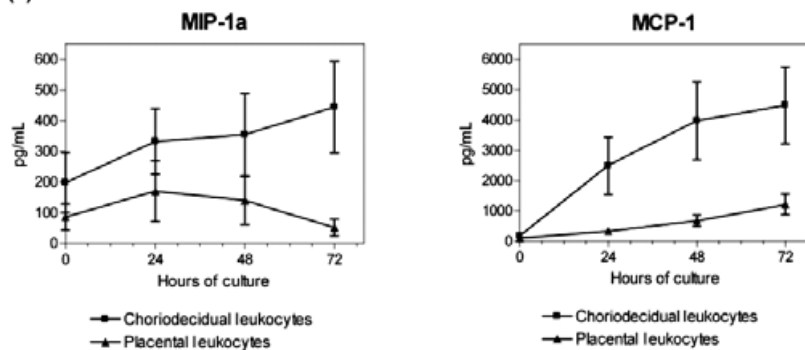 MIP-1a
700
600
500
400
300
200
100
0
pg/mL
0 24 48 72
Hours of culture
Choriodecidual leukocytes
Placental leukocytes
MCP-1
6000
5000
4000
3000
2000
1000
0
pg/mL
0 24 48 72
Hours of culture
Choriodecidual leukocytes
Placental leukocytes